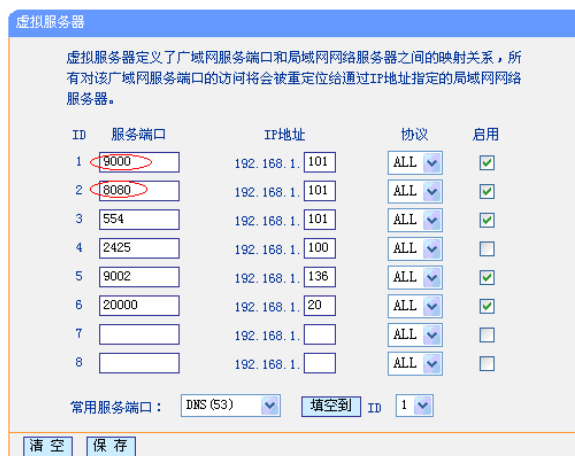 虚拟服务器
虚拟服务器定义了广域网服务端口和局域网网络服务器之间的映射关系，所
有对该广域网服务端口的访问将会被重定位给通过IP地址指定的局域网网络
服务器。
ID 服务端口 IP地址 协议 启用
1 9000 192.168.1. 101 ALL
2 8080 192.168.1. 101 ALL
3 554 192.168.1. 101 ALL
4 2425 192.168.1. 100 ALL
5 9002 192.168.1. 136 ALL
6 20000 192.168.1. 20 ALL
7 192.168.1. ALL
8 192.168.1. ALL
常用服务端口： DNS(53) 填空到 ID 1
清 空 保 存